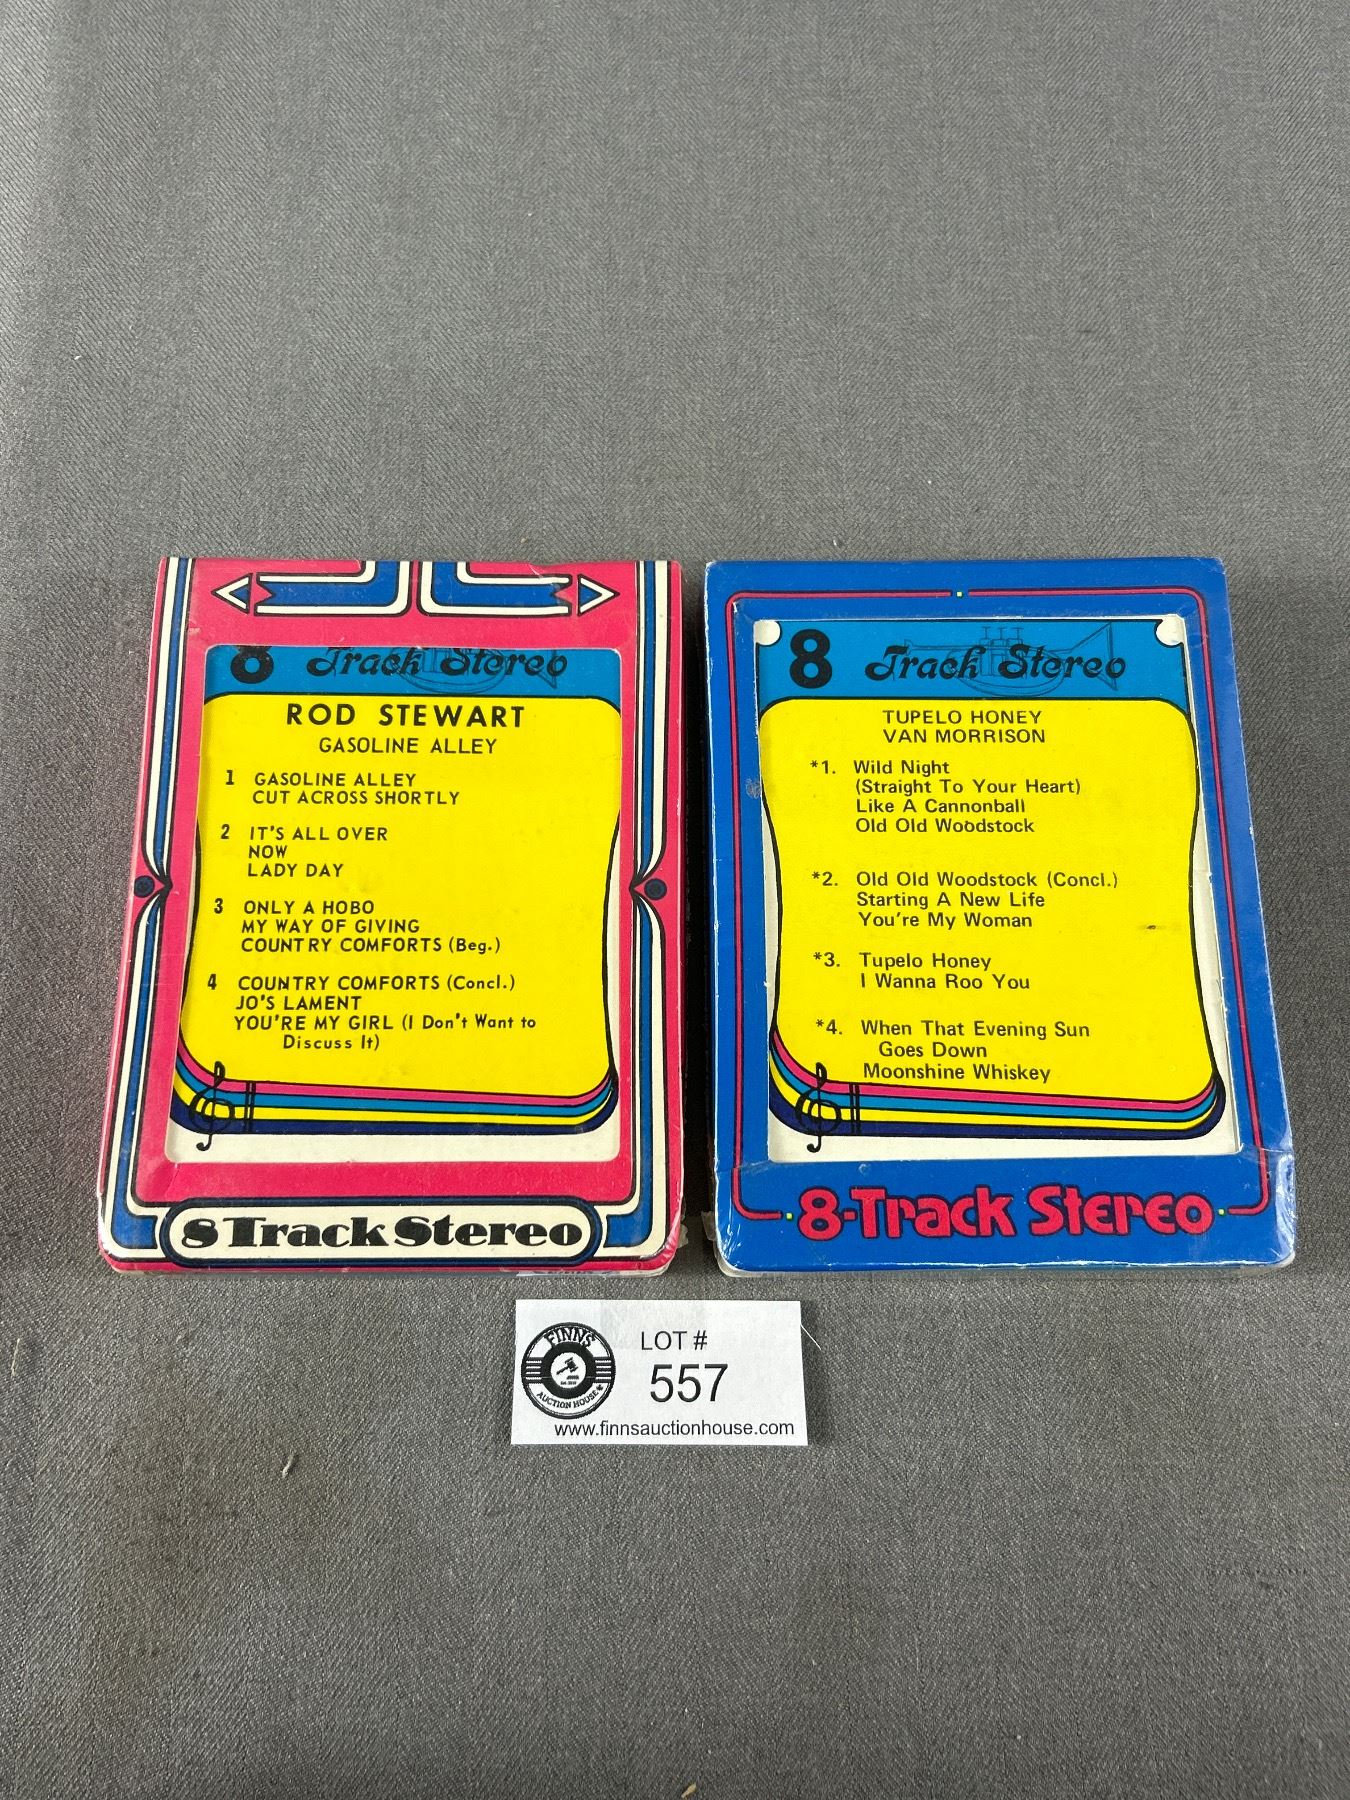 8 Track Stereo
ROD STEWART
GASOLINE ALLEY
1 GASOLINE ALLEY
CUT ACROSS SHORTLY
2 IT'S ALL OVER
NOW
LADY DAY
3 ONLY A HOBO
MY WAY OF GIVING
COUNTRY COMFORTS (Beg.)
4 COUNTRY COMFORTS (Concl.)
JO'S LAMENT
YOU'RE MY GIRL (I Don't Want to
Discuss It)
8 Track Stereo
8 Track Stereo
TUPELO HONEY
VAN MORRISON
*1. Wild Night
(Straight To Your Heart)
Like A Cannonball
Old Old Woodstock
*2. Old Old Woodstock (Concl.)
Starting A New Life
You're My Woman
*3. Tupelo Honey
I Wanna Roo You
*4. When That Evening Sun
Goes Down
Moonshine Whiskey
8-Track Stereo
FINNS
AUCTION HOUSE
LOT #
557
www.finnsauctionhouse.com